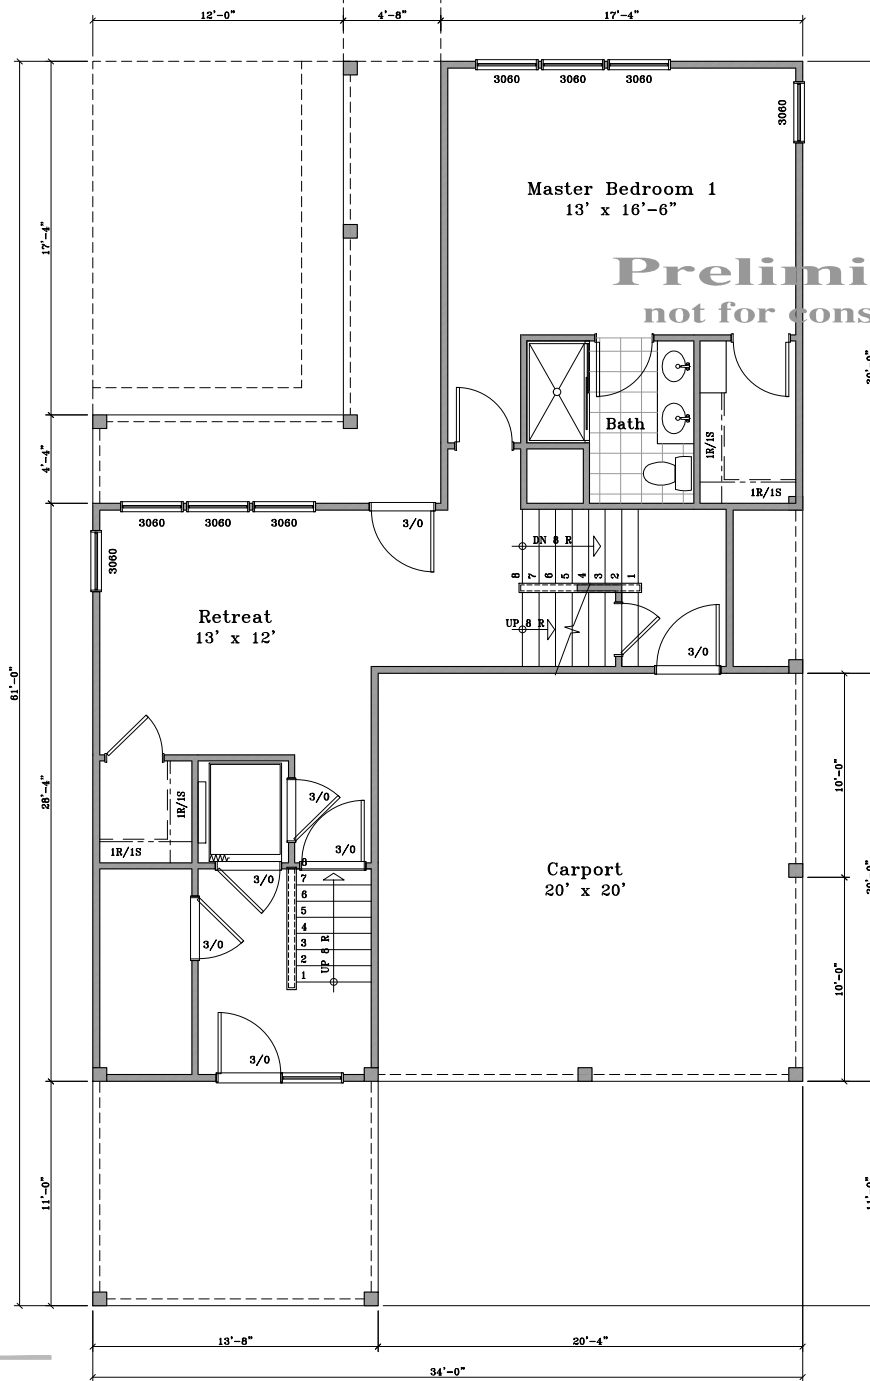 12'-0" 4'-8" 17'-4"
3060 3060 3060
3060
Master Bedroom 1
13' x 16'-6"
17'-4"
Prelimi
not for cons
Bath
1R/1S
1R/1S
4'-4"
3060 3060 3060
3/0
3060
DN 8 R
8 7 6 5 4 3 2 1
UP 8 R
3/0
Retreat
13' x 12'
61'-0"
28'-4"
10'-0"
1R/1S
1R/1S
3/0
3/0
3/0
Carport
20' x 20'
8
7
6
5
4
3
2
1
UP 8 R
3/0
10'-0"
3/0
11'-0"
13'-8" 20'-4"
34'-0"